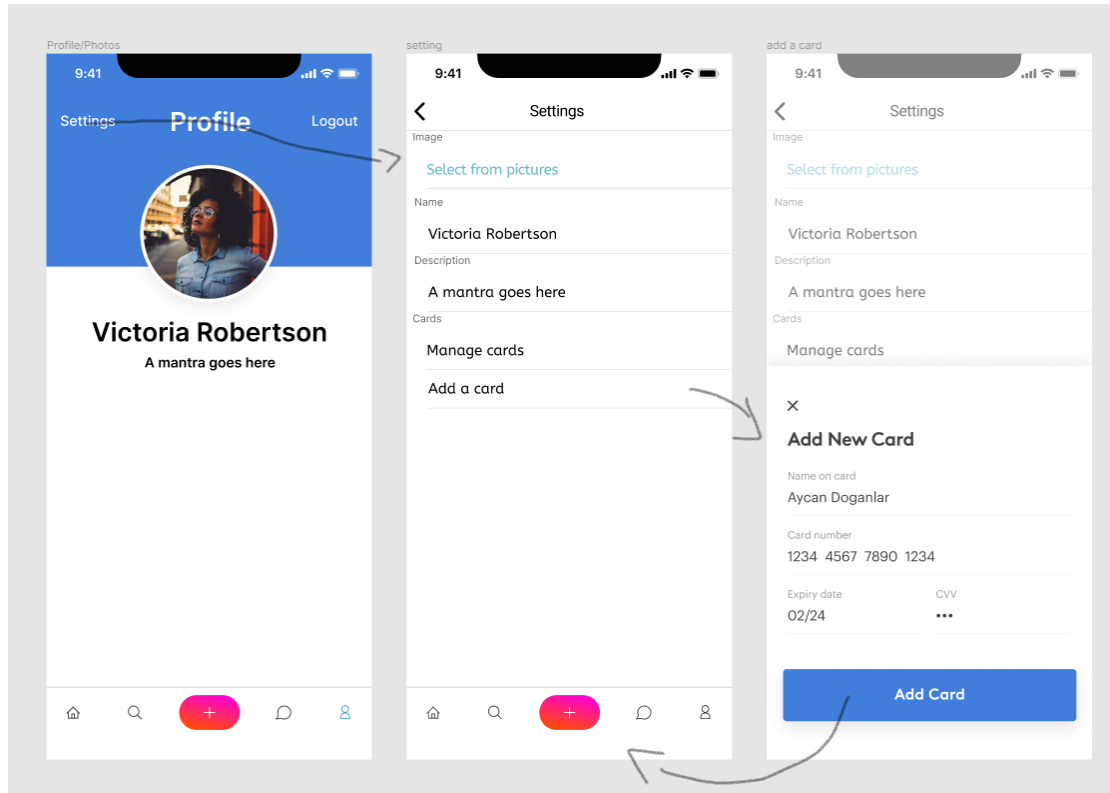 Profile/Photos
9:41
Settings
Profile
Logout
Victoria Robertson
A mantra goes here
setting
9:41
Settings
Image
Select from pictures
Name
Victoria Robertson
Description
A mantra goes here
Cards
Manage cards
Add a card
add a card
9:41
Settings
Image
Select from pictures
Name
Victoria Robertson
Description
A mantra goes here
Cards
Manage cards
Add New Card
Name on card
Aycan Doganlar
Card number
1234 4567 7890 1234
Expiry date CVV
02/24 •••
Add Card